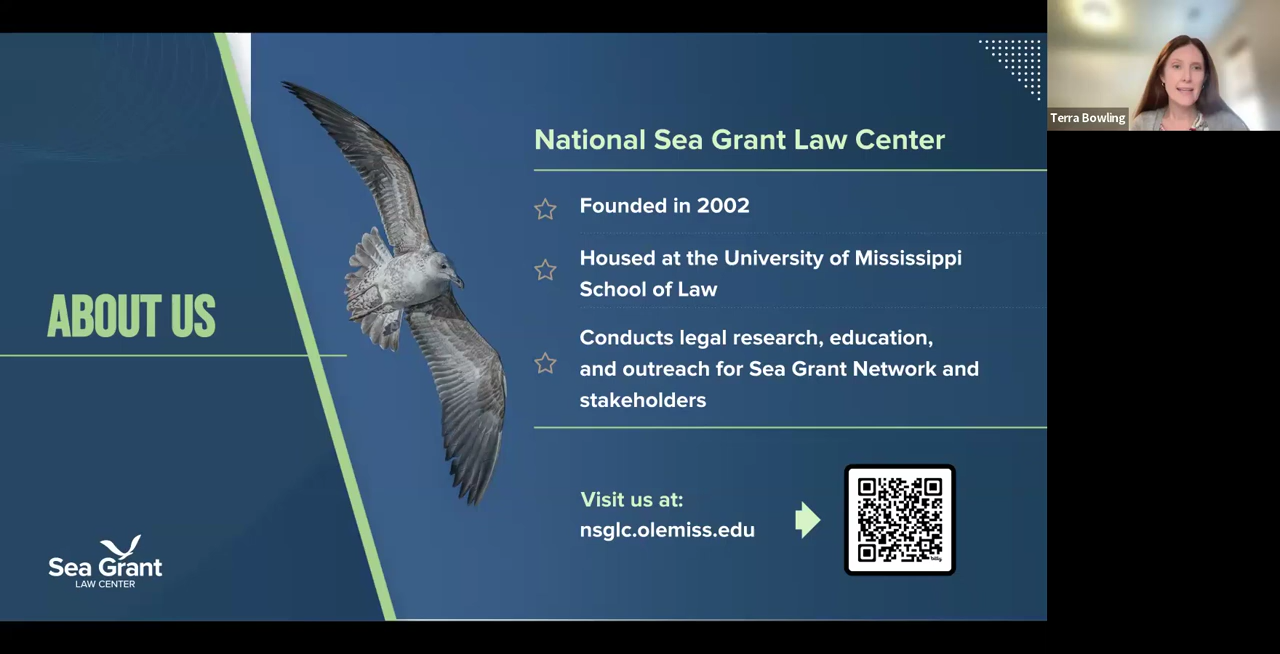 Terra Bowling
National Sea Grant Law Center
Founded in 2002
Housed at the University of Mississippi
School of Law
Conducts legal research, education,
and outreach for Sea Grant Network and
stakeholders
ABOUT US
Visit us at:
nsglc.olemiss.edu
Sea Grant
LAW CENTER